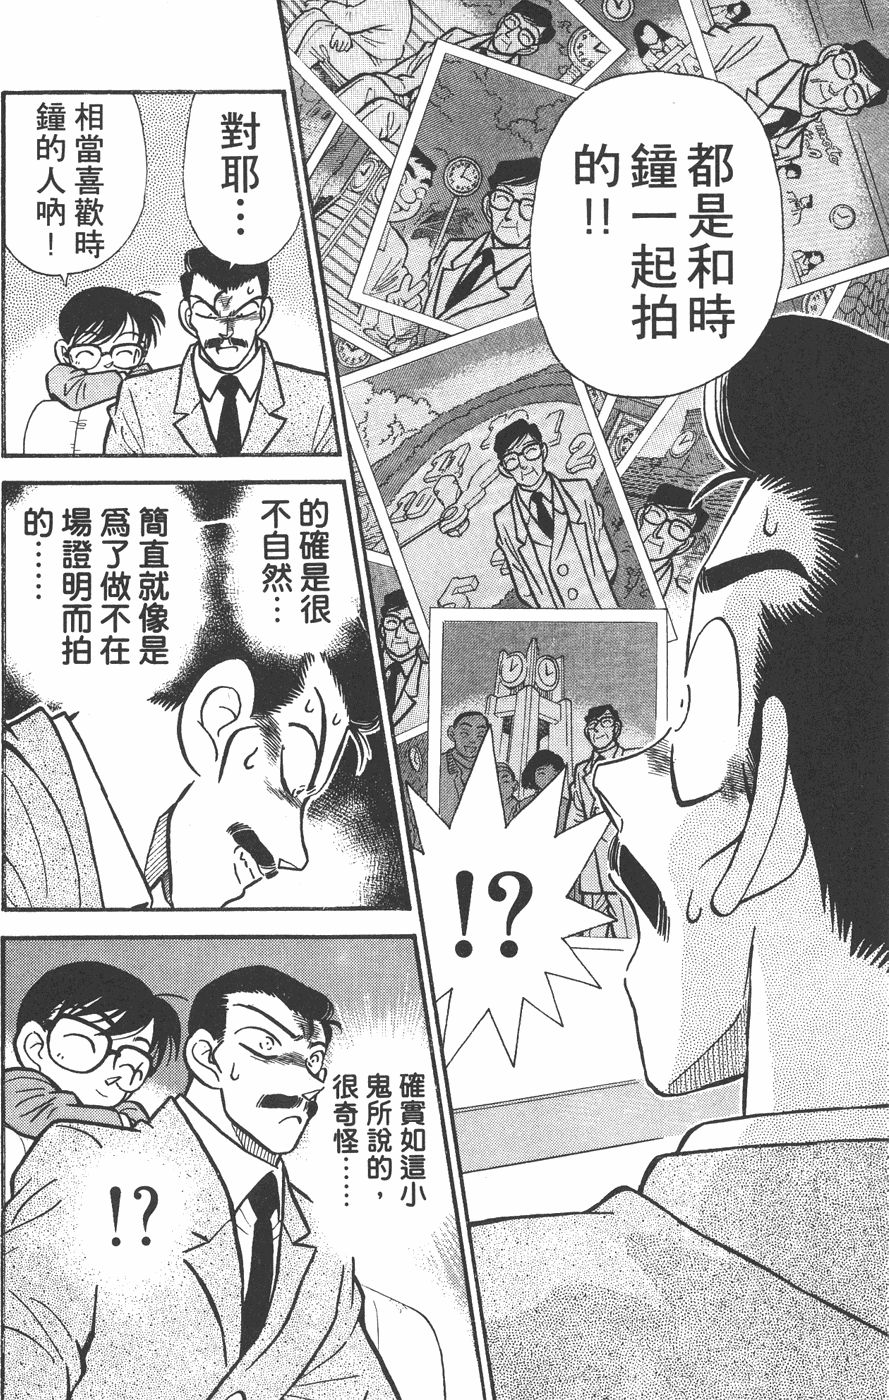 都是和時
鐘一起拍
的!!
!?
對耶…
相當喜歡時
鐘的人吶！
的確是很
不自然…
簡直就像是
爲了做不在
場證明而拍
的……
確實如這小
鬼所說的，
很奇怪……
!?